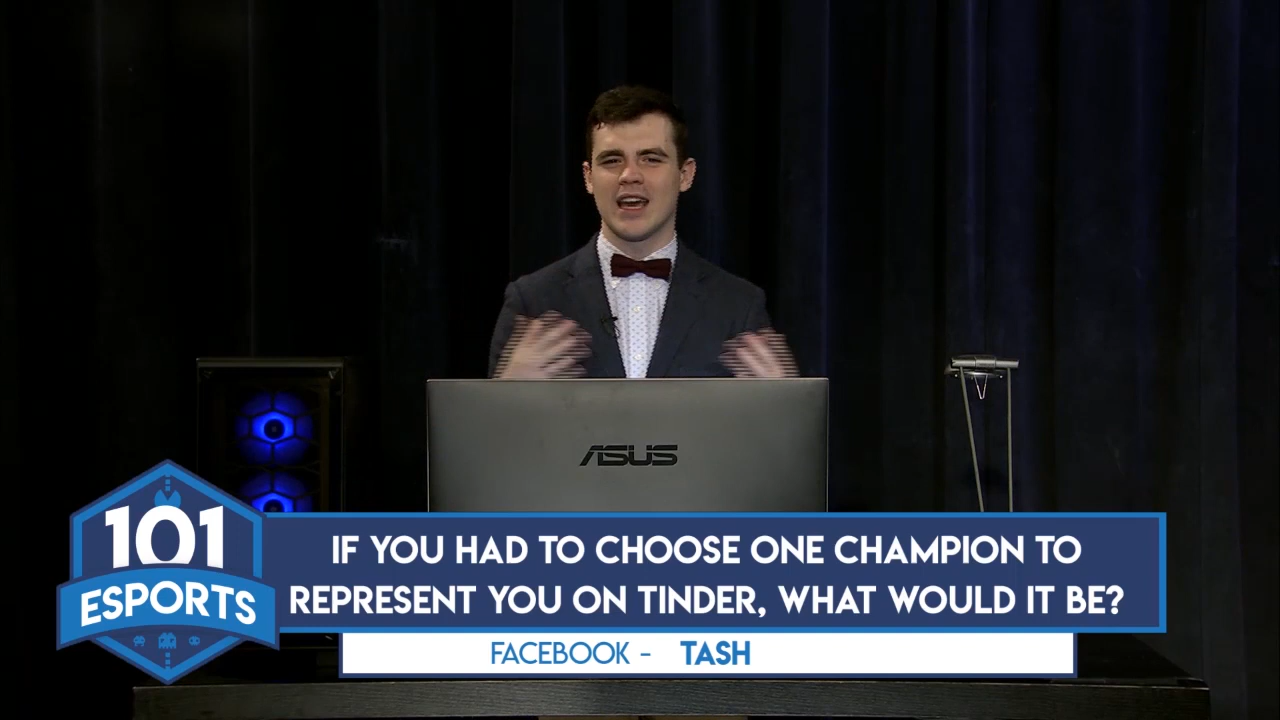 ASUS
101
ESPORTS
IF YOU HAD TO CHOOSE ONE CHAMPION TO
REPRESENT YOU ON TINDER, WHAT WOULD IT BE?
FACEBOOK - TASH